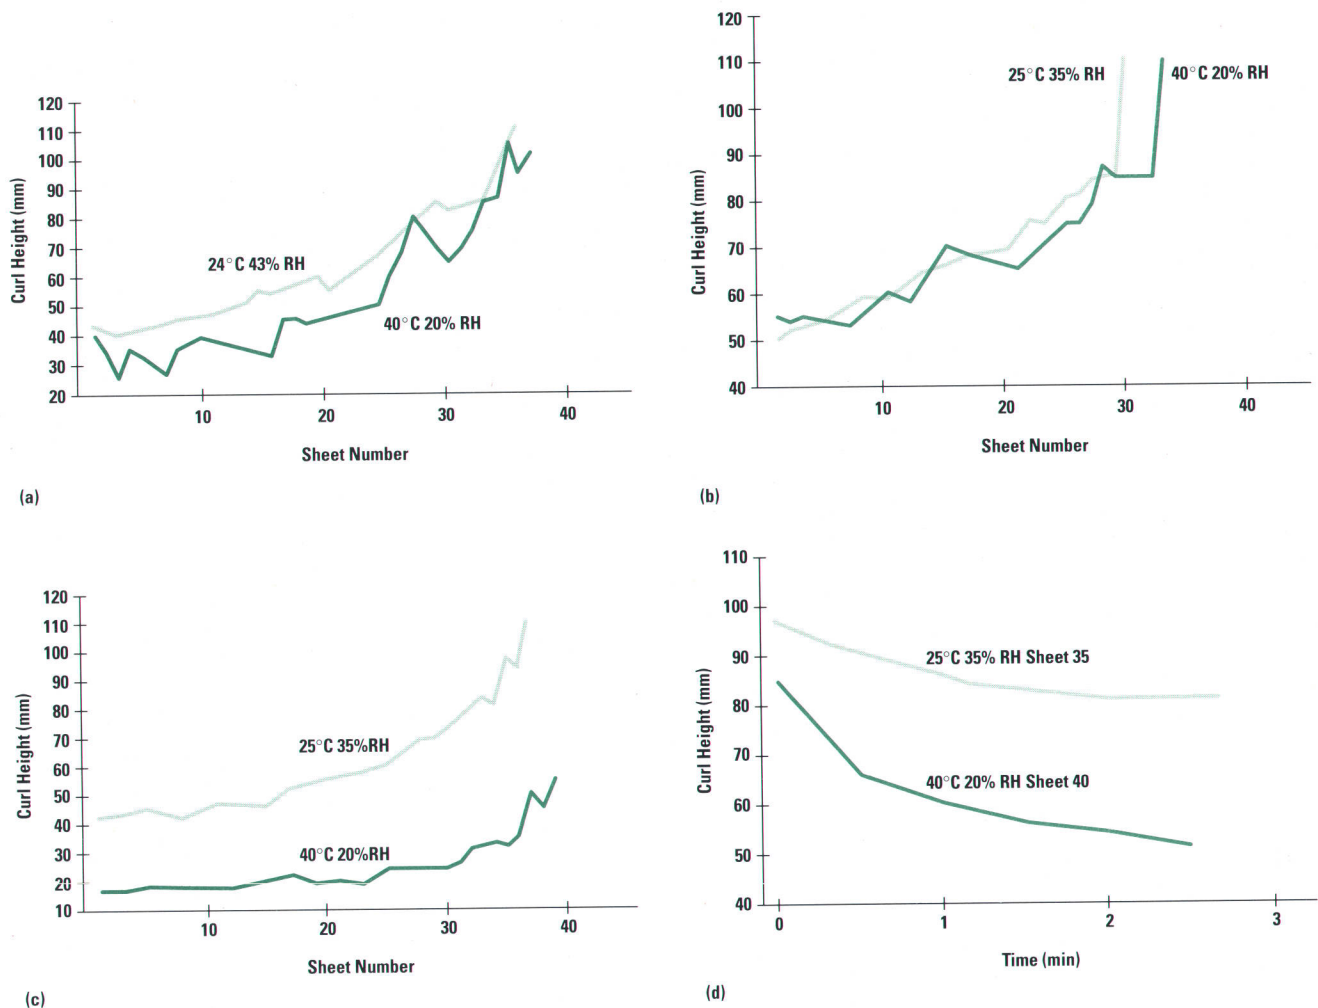 120
110
100
90
80
70
60
50
40
30
20
Curl Height (mm)
24°C 43% RH
40°C 20% RH
10
20
30
40
Sheet Number
(a)
120
110
100
90
80
70
60
50
40
Curl Height (mm)
25°C 35% RH
40°C 20% RH
10
20
30
40
Sheet Number
(b)
120
110
100
90
80
70
60
50
40
30
20
10
Curl Height (mm)
25°C 35%RH
40°C 20%RH
10
20
30
40
Sheet Number
(c)
110
100
90
80
70
60
50
40
Curl Height (mm)
25°C 35% RH Sheet 35
40°C 20% RH Sheet 40
0
1
2
3
Time (min)
(d)